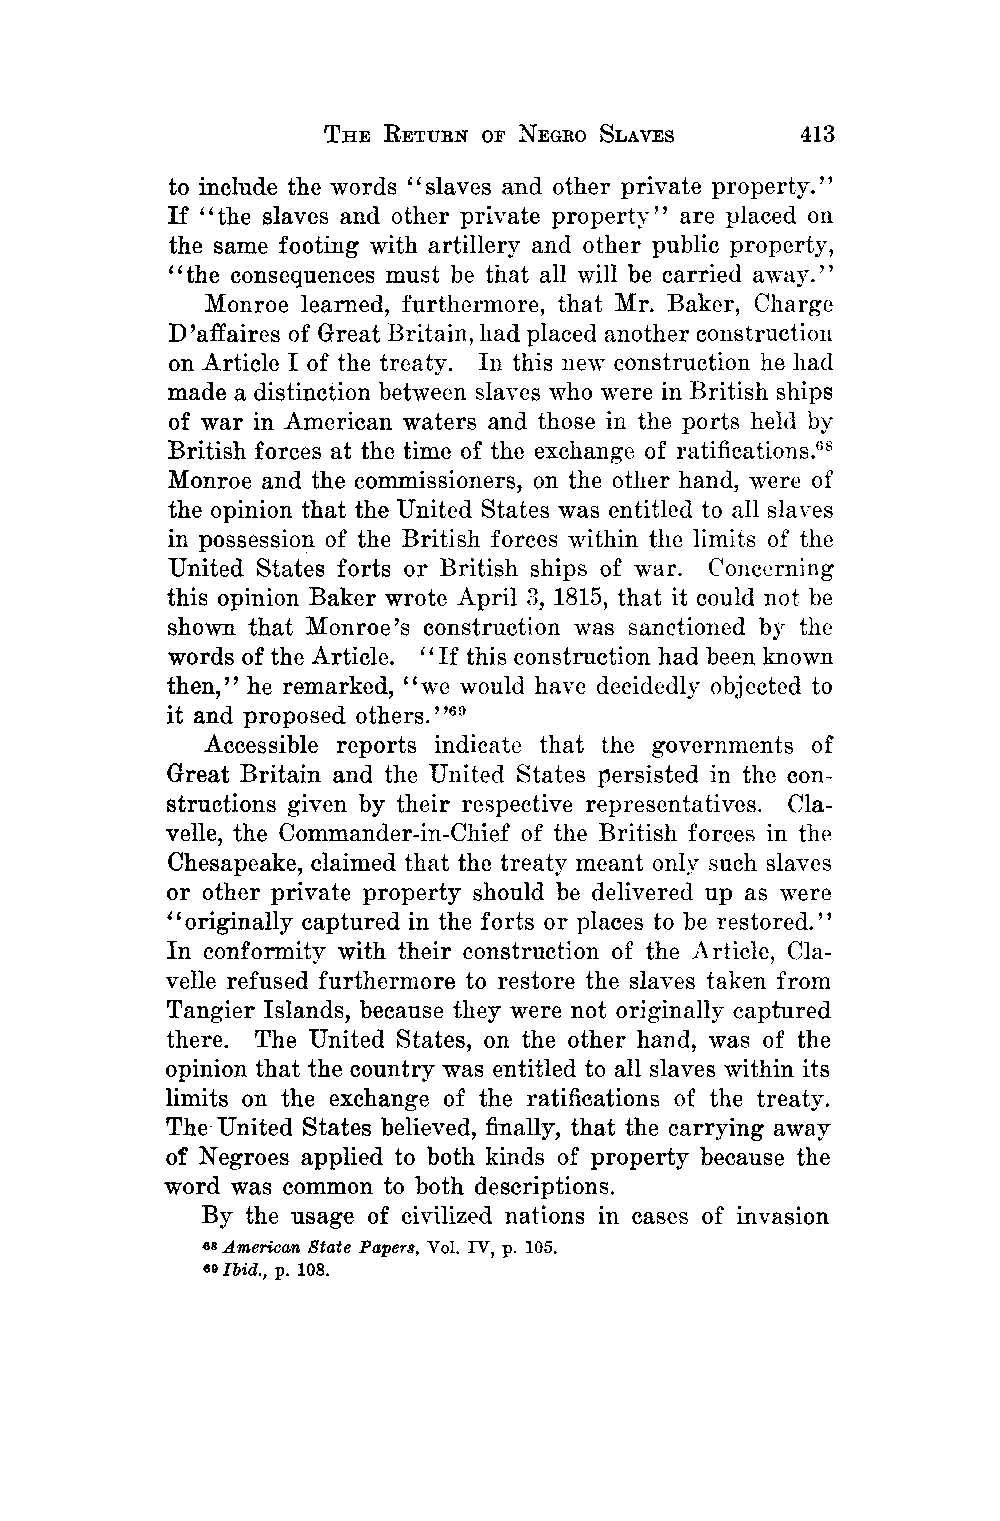 THE RETURN OF NEGRO SLAVES 413
to include the words "slaves and other private property."
If "the slaves and other private property" are placed on
the same footing with artillery and other public property,
"the consequences must be that all will be carried away."
Monroe learned, furthermore, that Mr. Baker, Charge
D'affaires of Great Britain, had placed another construction
on Article I of the treaty. In this new construction he had
made a distinction between slaves who were in British ships
of war in American waters and those in the ports held by
British forces at the time of the exchange of ratifications.68
Monroe and the commissioners, on the other hand, were of
the opinion that the United States was entitled to all slaves
in possession of the British forces within the limits of the
United States forts or British ships of war. Concerning
this opinion Baker wrote April 3, 1815, that it could not be
shown that Monroe's construction was sanctioned by the
words of the Article. "If this construction had been known
then," he remarked, "we would have decidedly objected to
it and proposed others."69
Accessible reports indicate that the governments of
Great Britain and the United States persisted in the con-
structions given by their respective representatives. Cla-
velle, the Commander-in-Chief of the British forces in the
Chesapeake, claimed that the treaty meant only such slaves
or other private property should be delivered up as were
"originally captured in the forts or places to be restored."
In conformity with their construction of the Article, Cla-
velle refused furthermore to restore the slaves taken from
Tangier Islands, because they were not originally captured
there. The United States, on the other hand, was of the
opinion that the country was entitled to all slaves within its
limits on the exchange of the ratifications of the treaty.
The United States believed, finally, that the carrying away
of Negroes applied to both kinds of property because the
word was common to both descriptions.
By the usage of civilized nations in cases of invasion
68 American State Papers, Vol. IV, p. 105.
69 Ibid., p. 108.